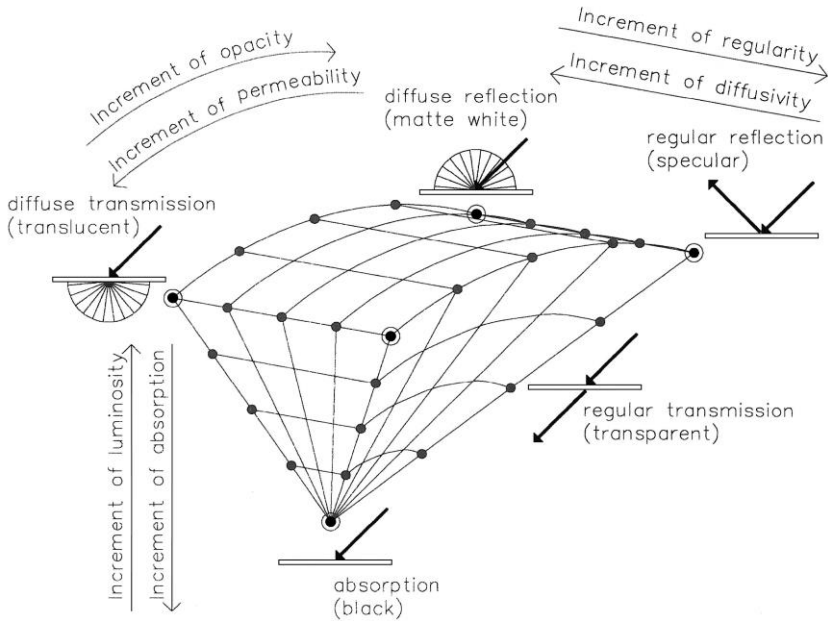 Increment of opacity
Increment of permeability
Increment of regularity
Increment of diffusivity
diffuse reflection
(matte white)
regular reflection
(specular)
diffuse transmission
(translucent)
Increment of luminosity
Increment of absorption
regular transmission
(transparent)
absorption
(black)